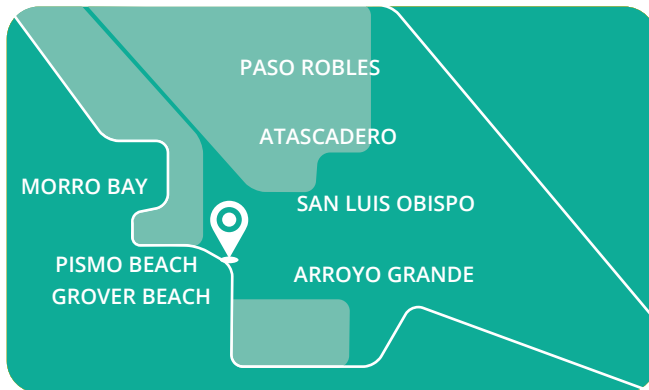 PASO ROBLES
ATASCADERO
MORRO BAY
SAN LUIS OBISPO
PISMO BEACH
GROVER BEACH
ARROYO GRANDE